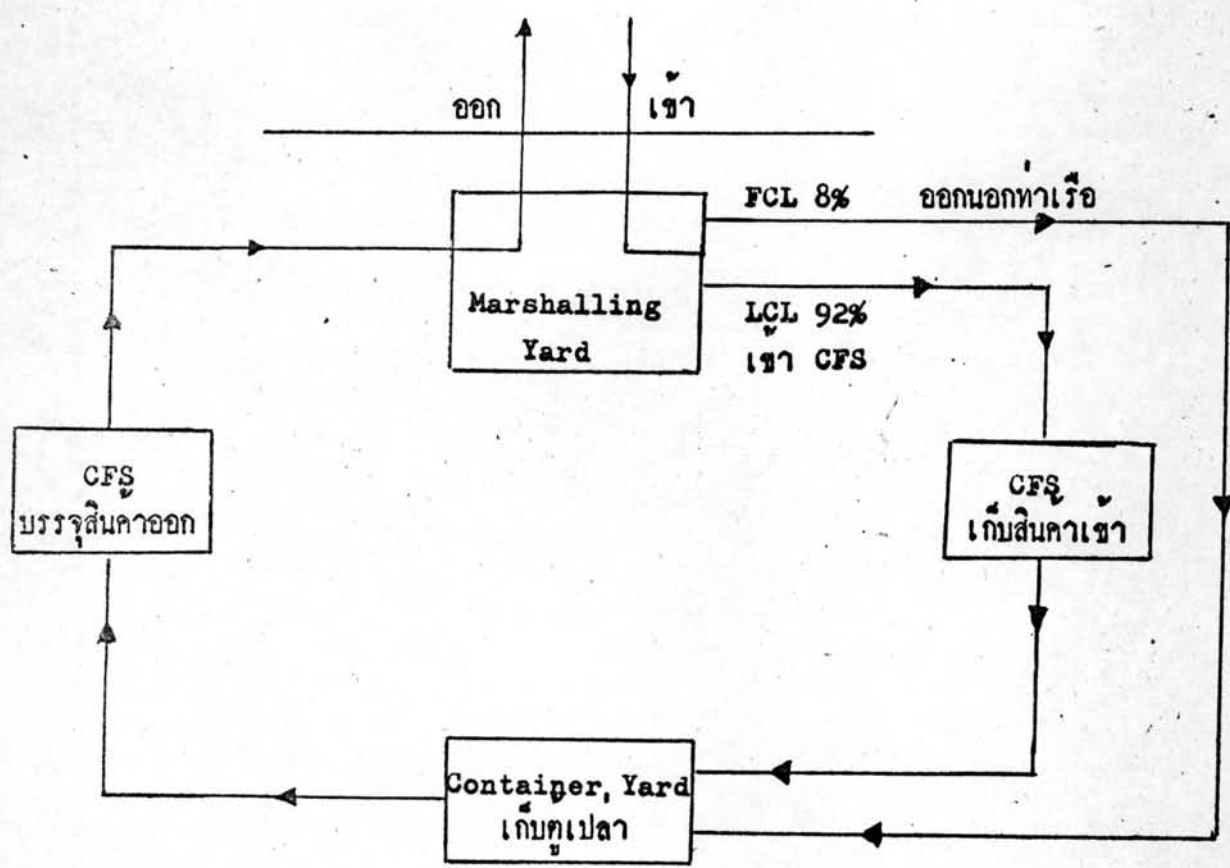 ออก
เข้า
FCL 8%
ออกนอกท่าเรือ
Marshalling
Yard
LCL 92%
เข้า CFS
CFS
บรรจุสินค้าออก
CFS
เก็บสินค้าเข้า
Container Yard
เก็บตู้เปล่า